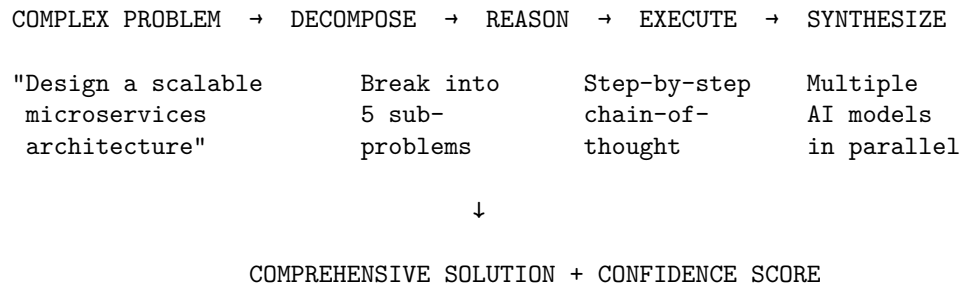 COMPLEX PROBLEM → DECOMPOSE → REASON → EXECUTE → SYNTHESIZE
"Design a scalable Break into Step-by-step Multiple
microservices 5 sub- chain-of- AI models
architecture" problems thought in parallel
↓
COMPREHENSIVE SOLUTION + CONFIDENCE SCORE